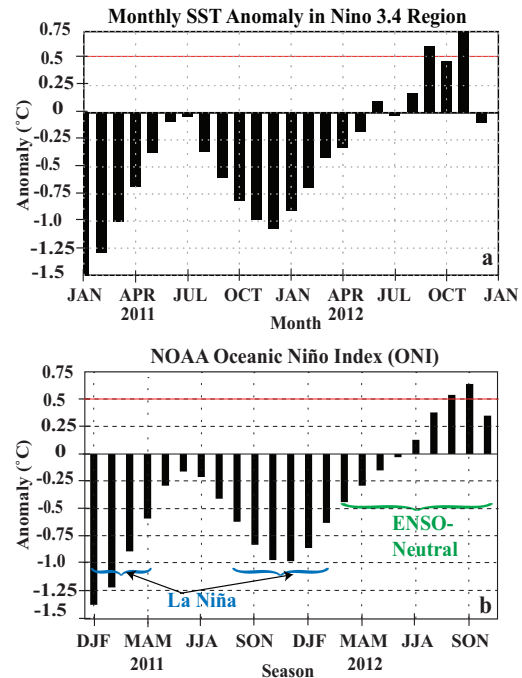 Monthly SST Anomaly in Nino 3.4 Region
0.75
0.5
0.25
0
-0.25
-0.5
-0.75
-1.0
-1.25
-1.5
Anomaly (˚C)
a
JAN APR JUL OCT JAN APR JUL OCT JAN
2011 2012
Month
NOAA Oceanic Niño Index (ONI)
0.75
0.5
0.25
0
-0.25
-0.5
-0.75
-1.0
-1.25
-1.5
Anomaly (˚C)
ENSO-
Neutral
La Niña
b
DJF MAM JJA SON DJF MAM JJA SON
2011 2012
Season